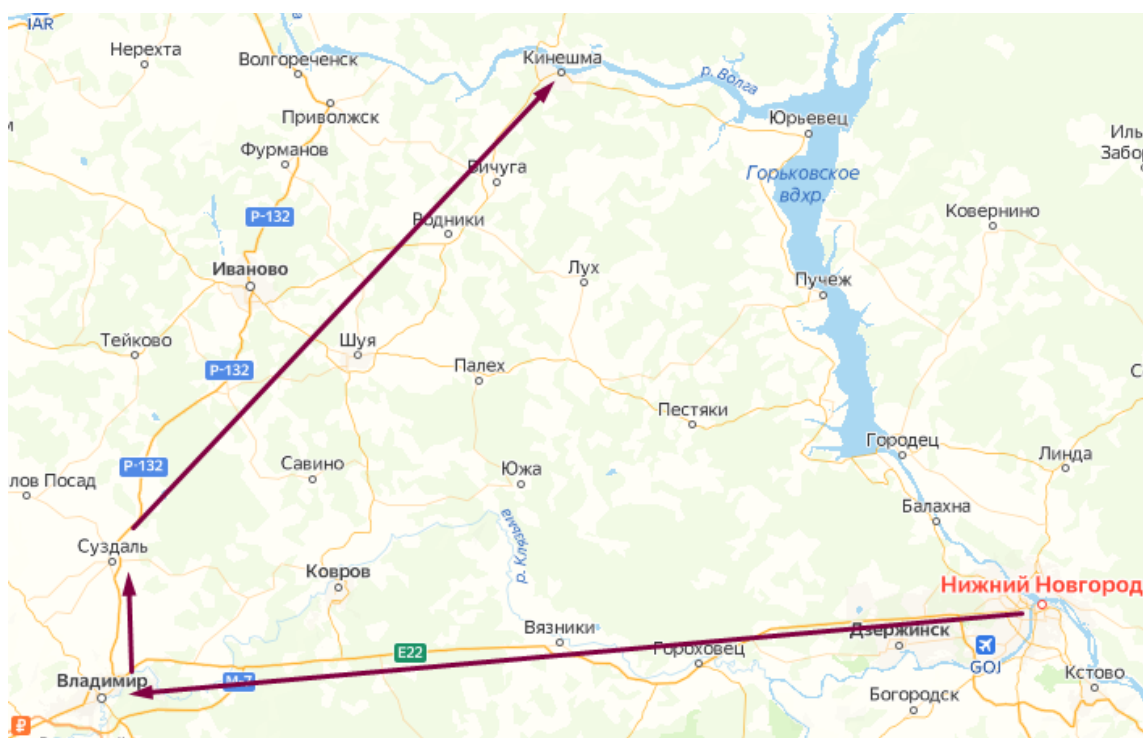 IAR
Нерехта
Волгореченск
Кинешма
р. Волга
Приволжск
Юрьевец
Фурманов
Вичуга
Горьковское
вдхр.
Р-132
Родники
Ковернино
Иваново
Лух
Пучеж
Тейково
Шуя
Р-132
Палех
Пестяки
Городец
Линда
Р-132
Савино
Южа
лов Посад
Балахна
р. Клязьма
Суздаль
Ковров
Нижний Новгород
Вязники
Дзержинск
E22
Гороховец
GOJ
Владимир
М-7
Кстово
Богородск
₽